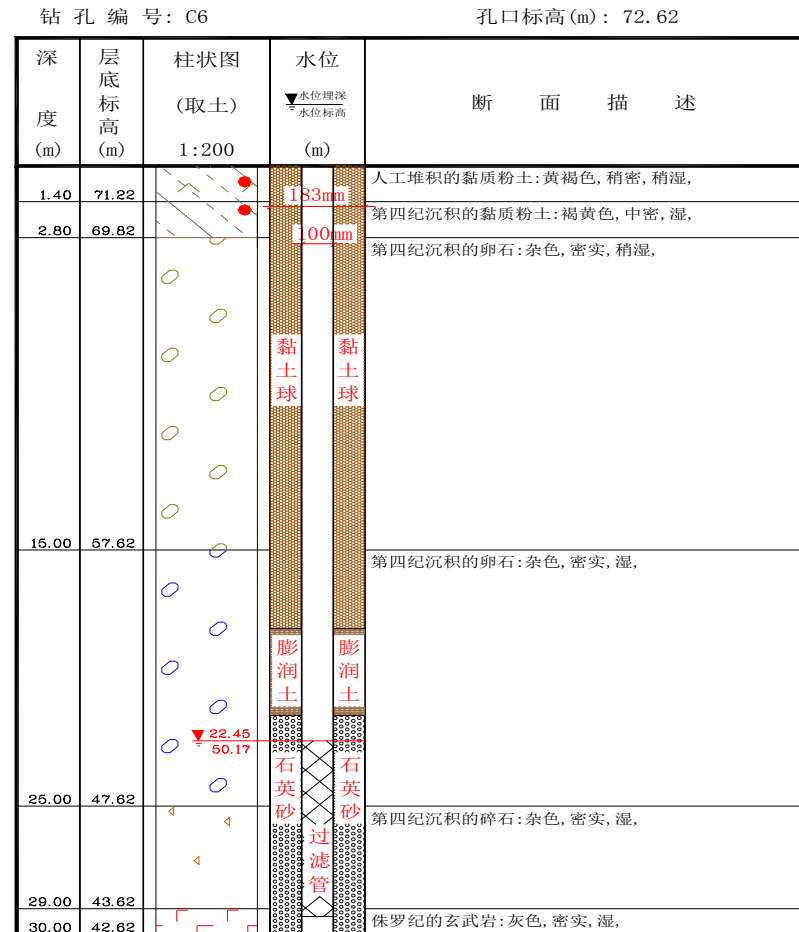 钻 孔 编 号: C6
孔口标高(m): 72.62
深度(m)
层底标高(m)
柱状图
(取土)
1:200
水位
水位埋深
水位标高
(m)
断 面 描 述
人工堆积的黏质粉土:黄褐色,稍密,稍湿,
1.40 71.22
183mm
第四纪沉积的黏质粉土:褐黄色,中密,湿,
2.80 69.82
100mm
第四纪沉积的卵石:杂色,密实,稍湿,
黏土球
黏土球
15.00 57.62
第四纪沉积的卵石:杂色,密实,湿,
膨润土
膨润土
22.45
50.17
石英砂
石英砂
25.00 47.62
第四纪沉积的碎石:杂色,密实,湿,
过滤管
29.00 43.62
侏罗纪的玄武岩:灰色,密实,湿,
30.00 42.62